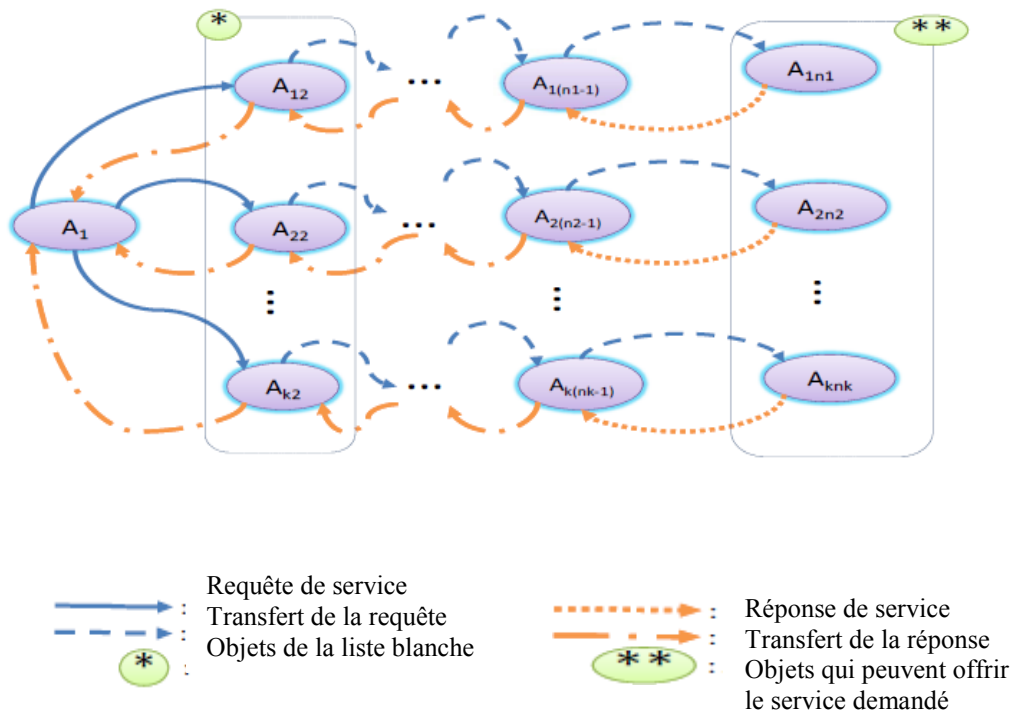 *
**
A12
...
A1(n1-1)
A1n1
A1
A22
...
A2(n2-1)
A2n2
⋮
⋮
⋮
Ak2
...
Ak(nk-1)
Aknk
: Requête de service
: Transfert de la requête
* : Objets de la liste blanche
: Réponse de service
: Transfert de la réponse
** : Objets qui peuvent offrir
le service demandé